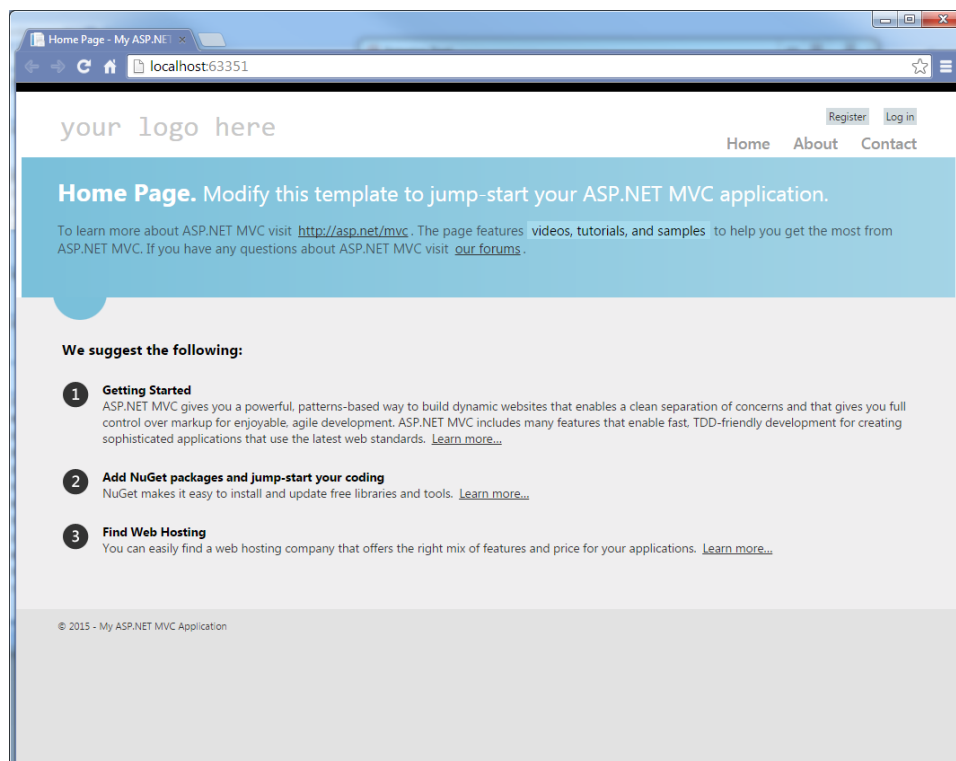 Home Page - My ASP.NET
localhost:63351
your logo here
Register Log in
Home About Contact
Home Page. Modify this template to jump-start your ASP.NET MVC application.
To learn more about ASP.NET MVC visit http://asp.net/mvc. The page features videos, tutorials, and samples to help you get the most from
ASP.NET MVC. If you have any questions about ASP.NET MVC visit our forums.
We suggest the following:
1 Getting Started
ASP.NET MVC gives you a powerful, patterns-based way to build dynamic websites that enables a clean separation of concerns and that gives you full
control over markup for enjoyable, agile development. ASP.NET MVC includes many features that enable fast, TDD-friendly development for creating
sophisticated applications that use the latest web standards. Learn more...
2 Add NuGet packages and jump-start your coding
NuGet makes it easy to install and update free libraries and tools. Learn more...
3 Find Web Hosting
You can easily find a web hosting company that offers the right mix of features and price for your applications. Learn more...
© 2015 - My ASP.NET MVC Application